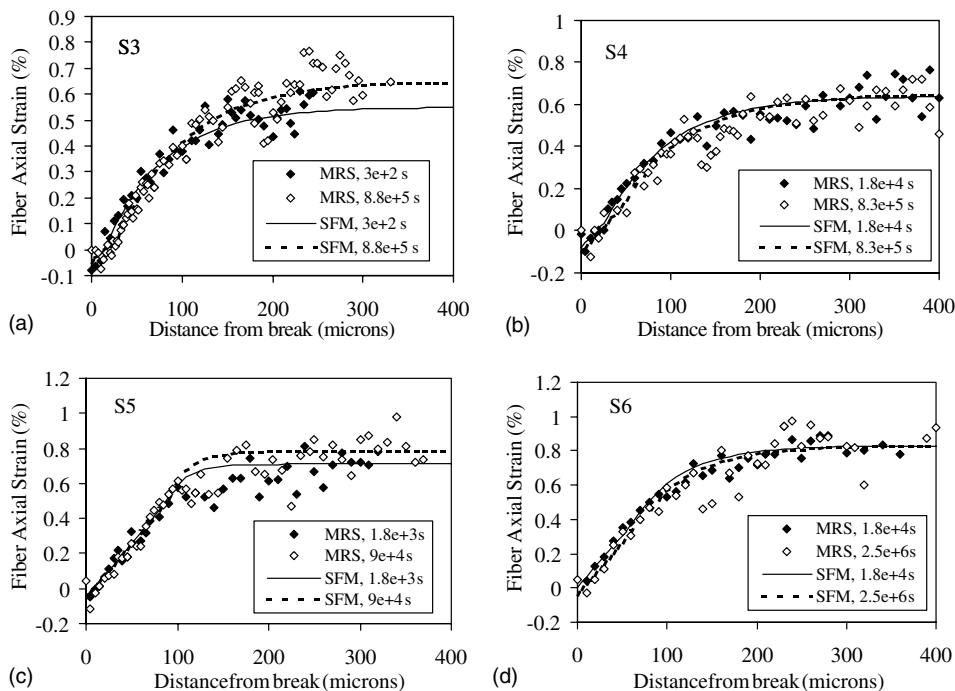 0.9
0.8
0.7
0.6
0.5
0.4
0.3
0.2
0.1
0
-0.1
Fiber Axial Strain (%)
S3
MRS, 3e+2 s
MRS, 8.8e+5 s
SFM, 3e+2 s
SFM, 8.8e+5 s
0 100 200 300 400
Distance from break (microns)
(a)
1
0.8
0.6
0.4
0.2
0
-0.2
Fiber Axial Strain (%)
S4
MRS, 1.8e+4 s
MRS, 8.3e+5 s
SFM, 1.8e+4 s
SFM, 8.3e+5 s
0 100 200 300 400
Distance from break (microns)
(b)
1.2
1
0.8
0.6
0.4
0.2
0
-0.2
Fiber Axial Strain (%)
S5
MRS, 1.8e+3s
MRS, 9e+4 s
SFM, 1.8e+3s
SFM, 9e+4 s
0 100 200 300 400
Distance from break (microns)
(c)
1.2
1
0.8
0.6
0.4
0.2
0
-0.2
Fiber Axial Strain (%)
S6
MRS, 1.8e+4s
MRS, 2.5e+6s
SFM, 1.8e+4s
SFM, 2.5e+6s
0 100 200 300 400
Distance from break (microns)
(d)